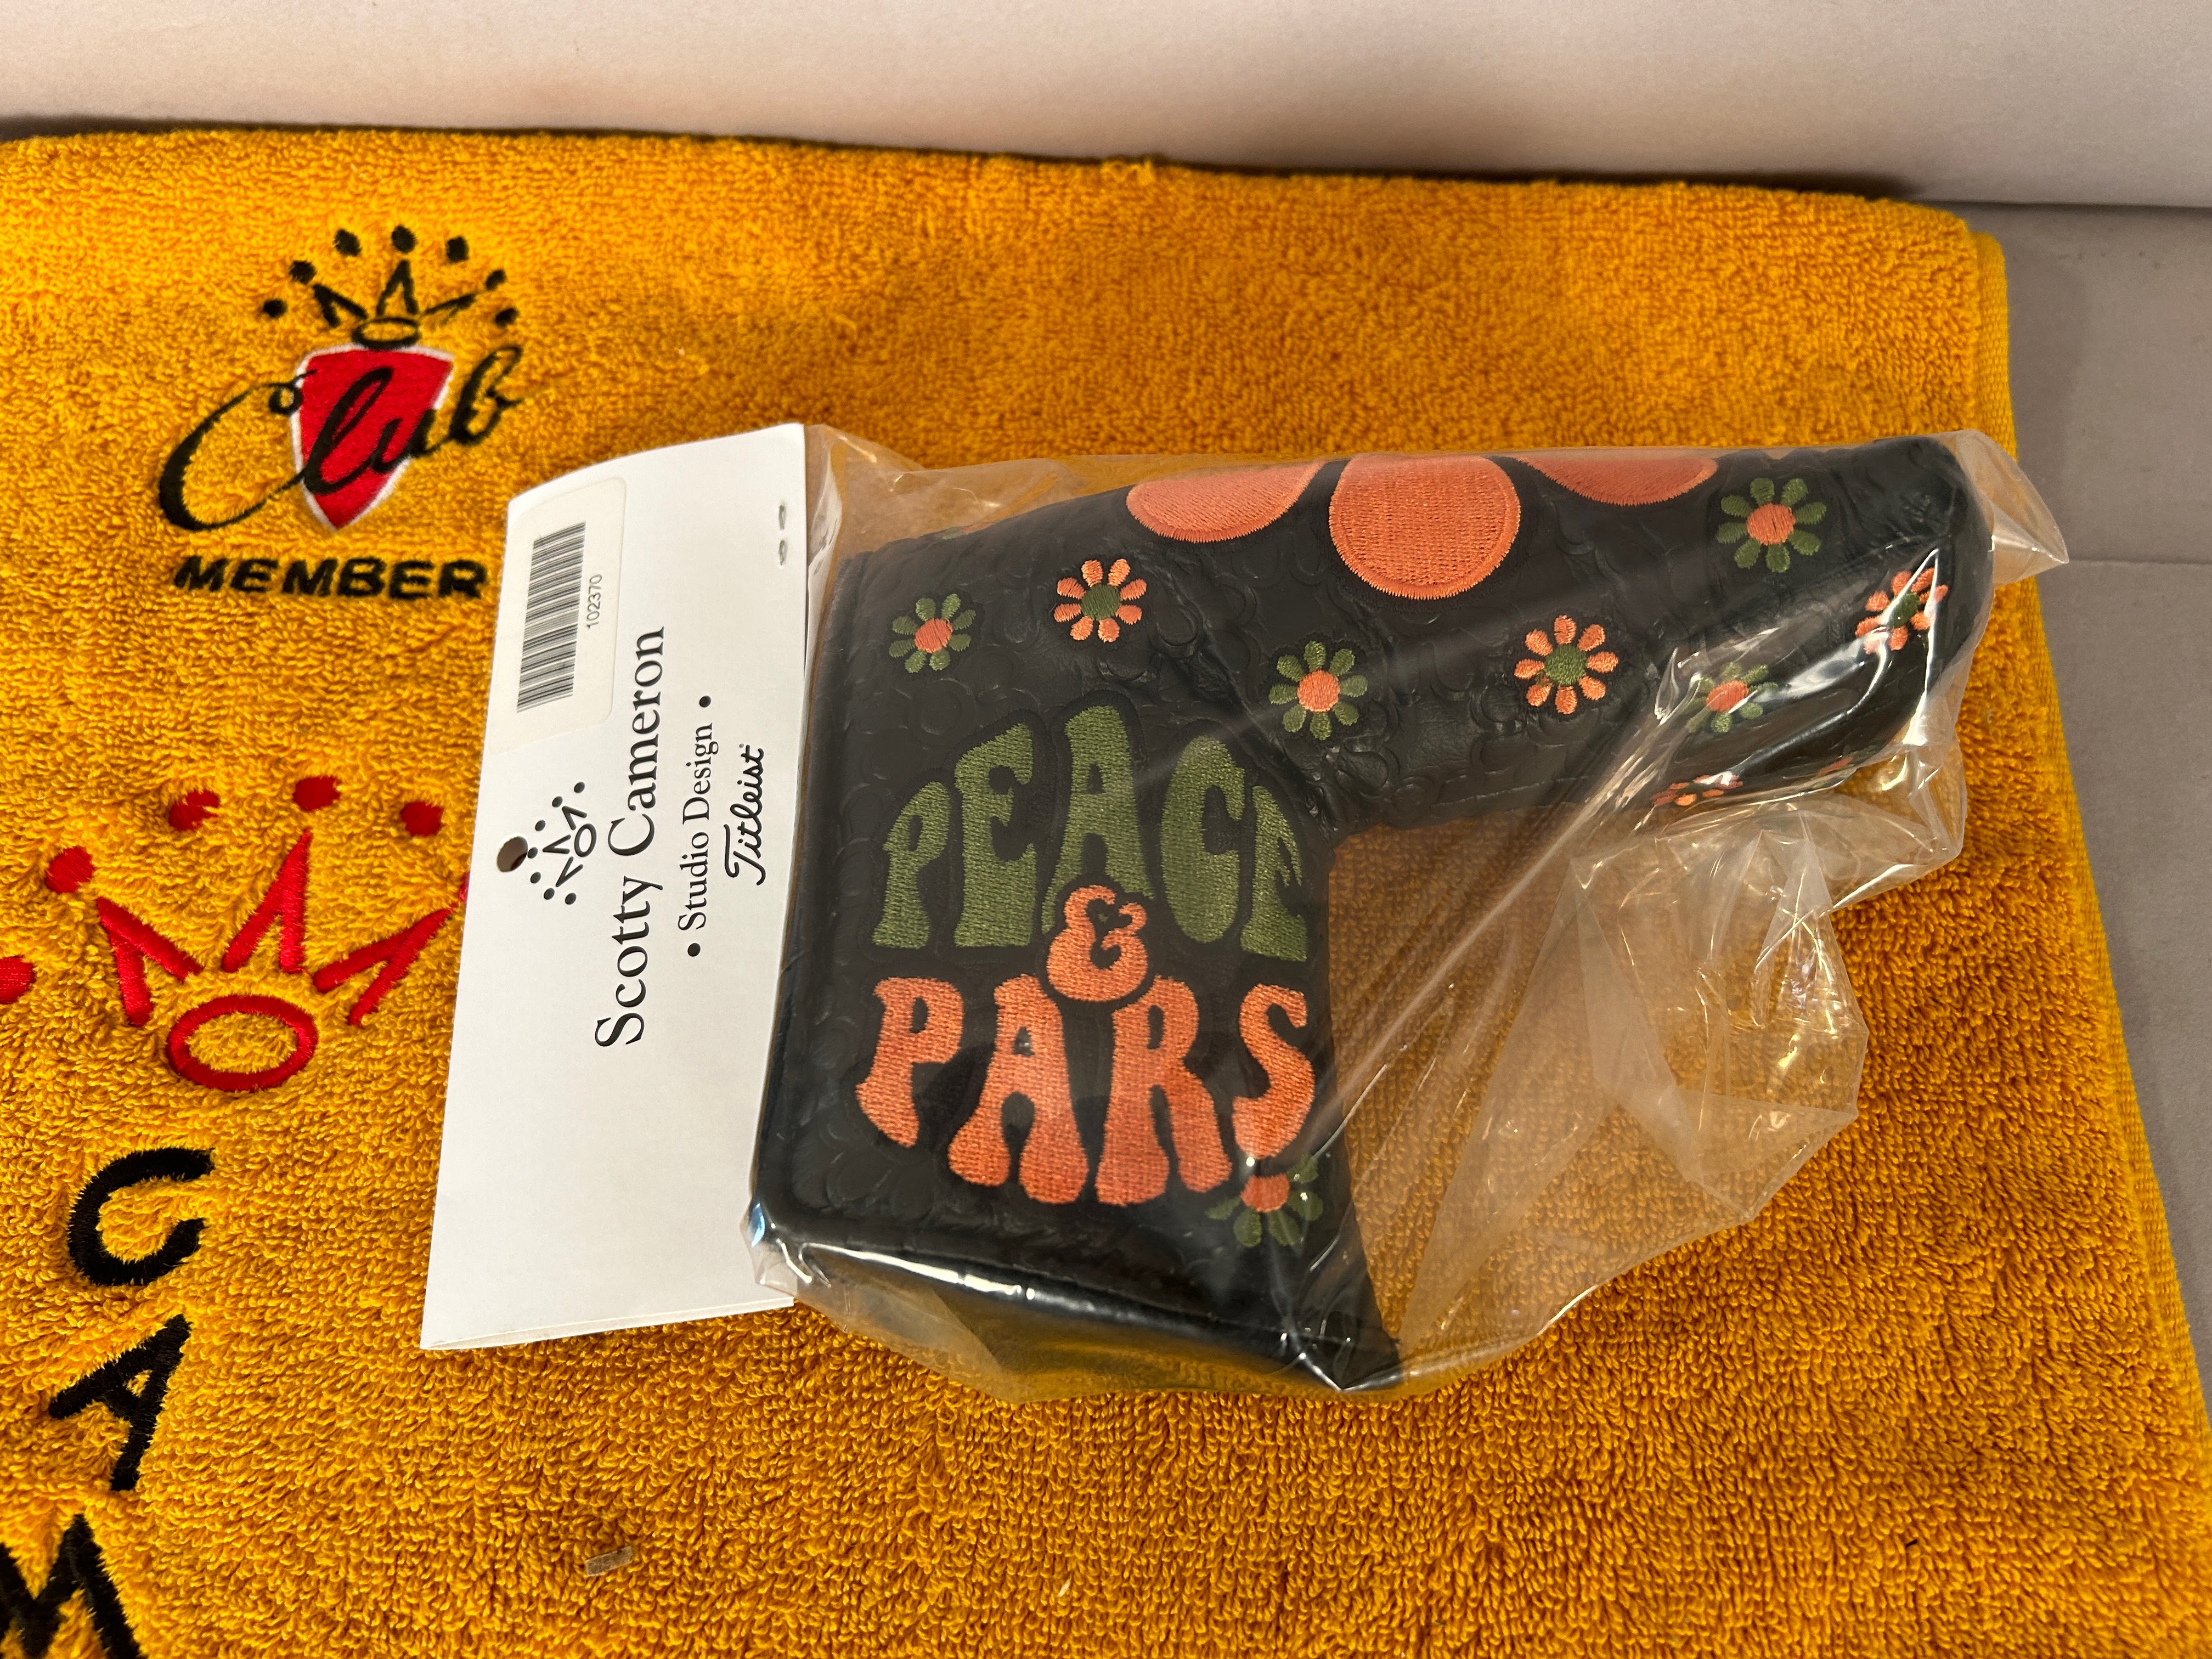 Club
MEMBER
C
A
M
102370
Scotty Cameron
• Studio Design •
Titleist
PEACE
&
PARS